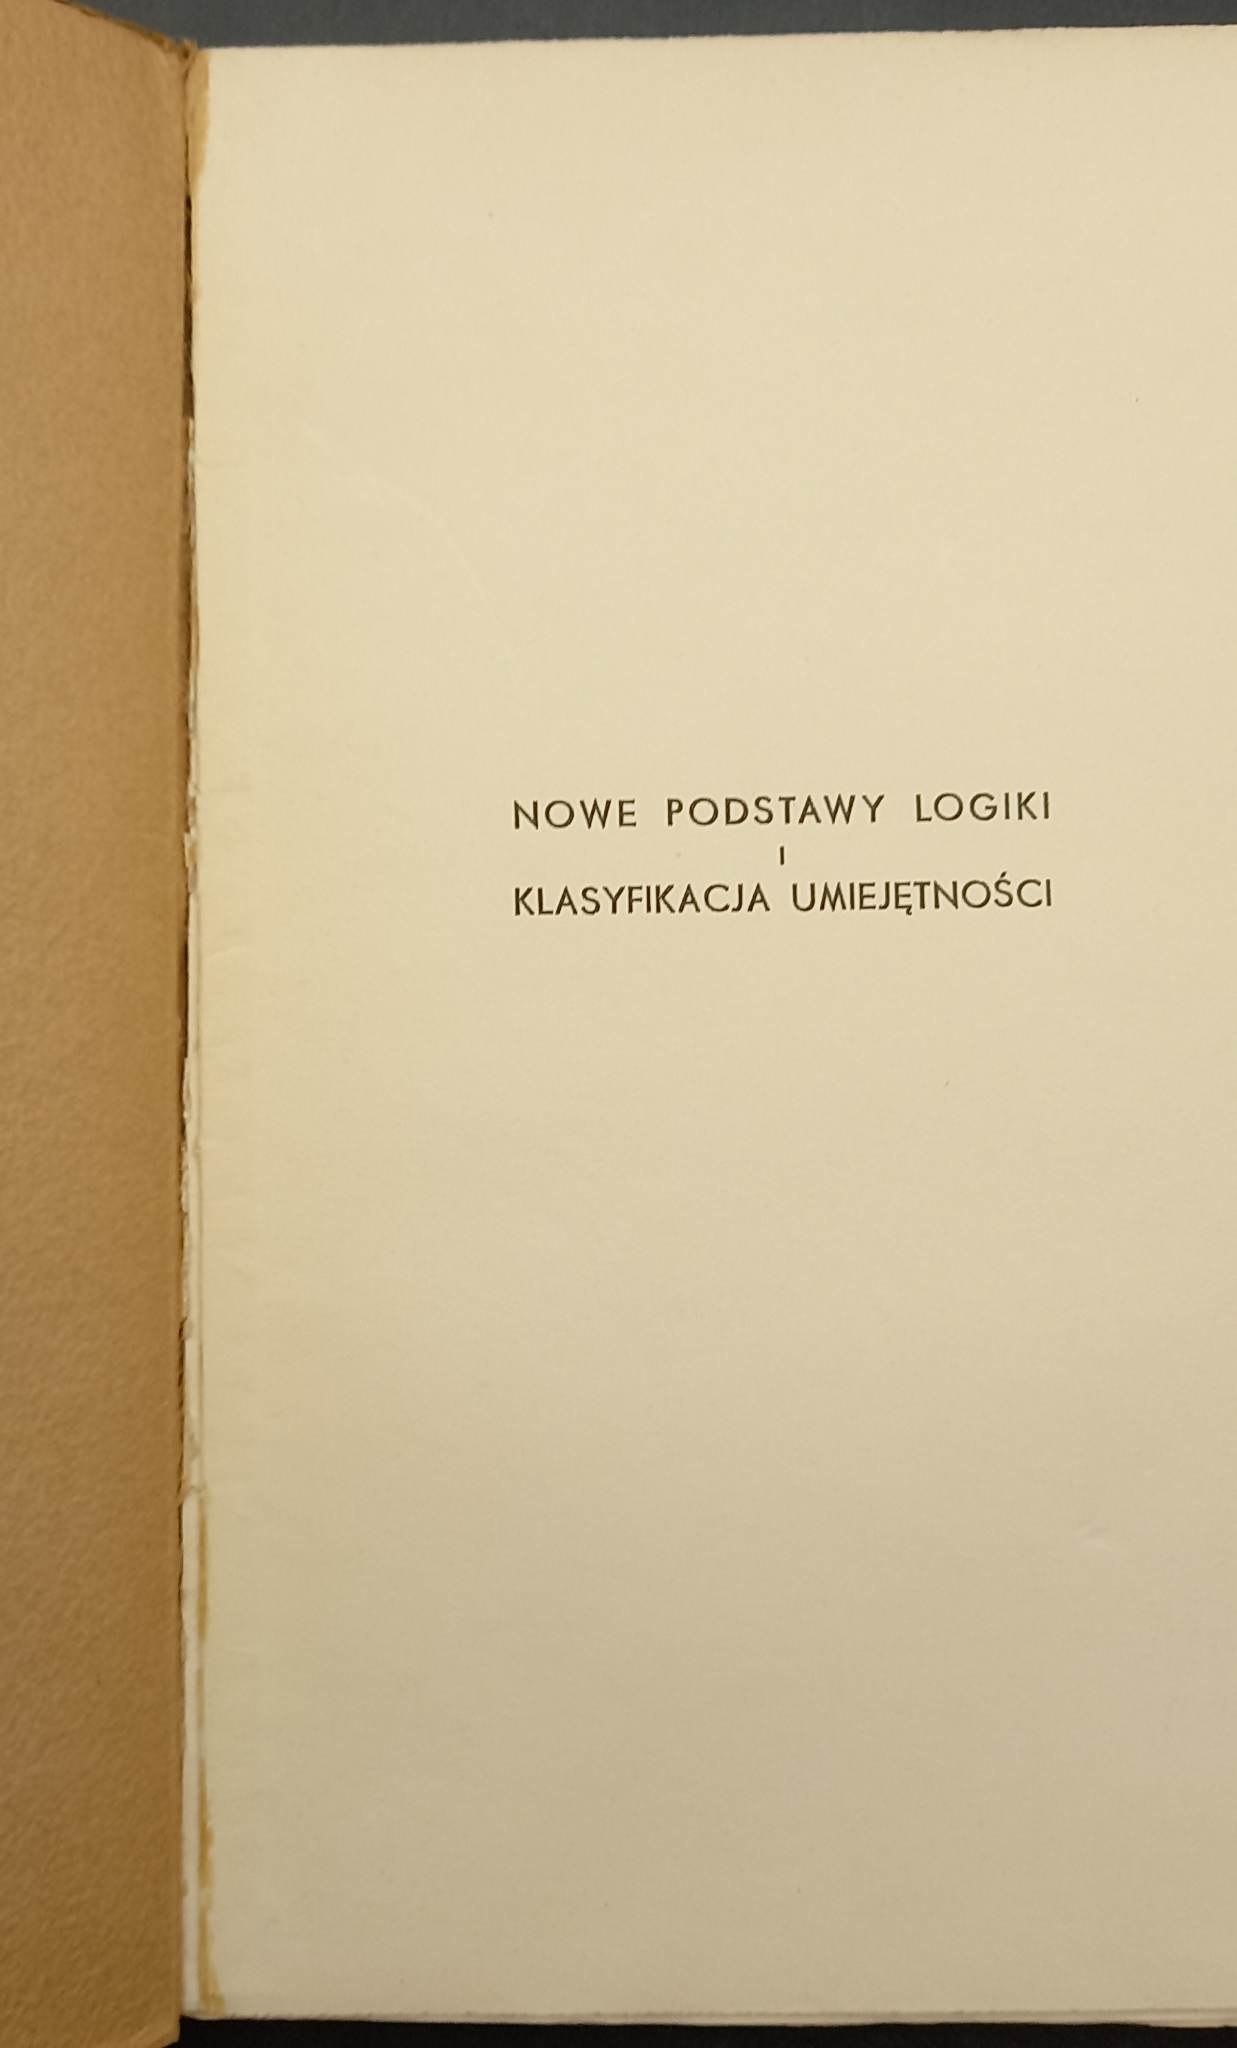 NOWE PODSTAWY LOGIKI
I
KLASYFIKACJA UMIEJĘTNOŚCI